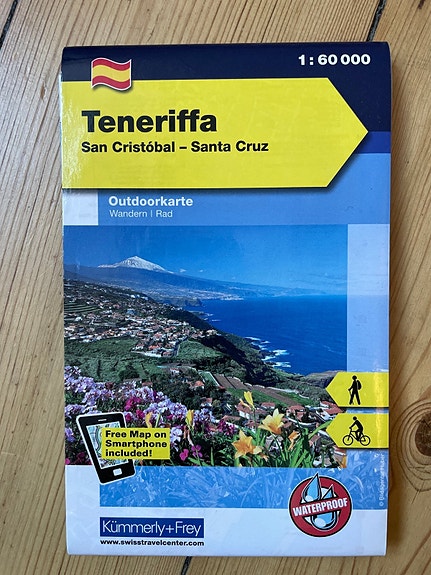 1 : 60 000
Teneriffa
San Cristóbal – Santa Cruz
Outdoorkarte
Wandern | Rad
Free Map on
Smartphone
included!
WATERPROOF
Kümmerly+Frey
www.swisstravelcenter.com